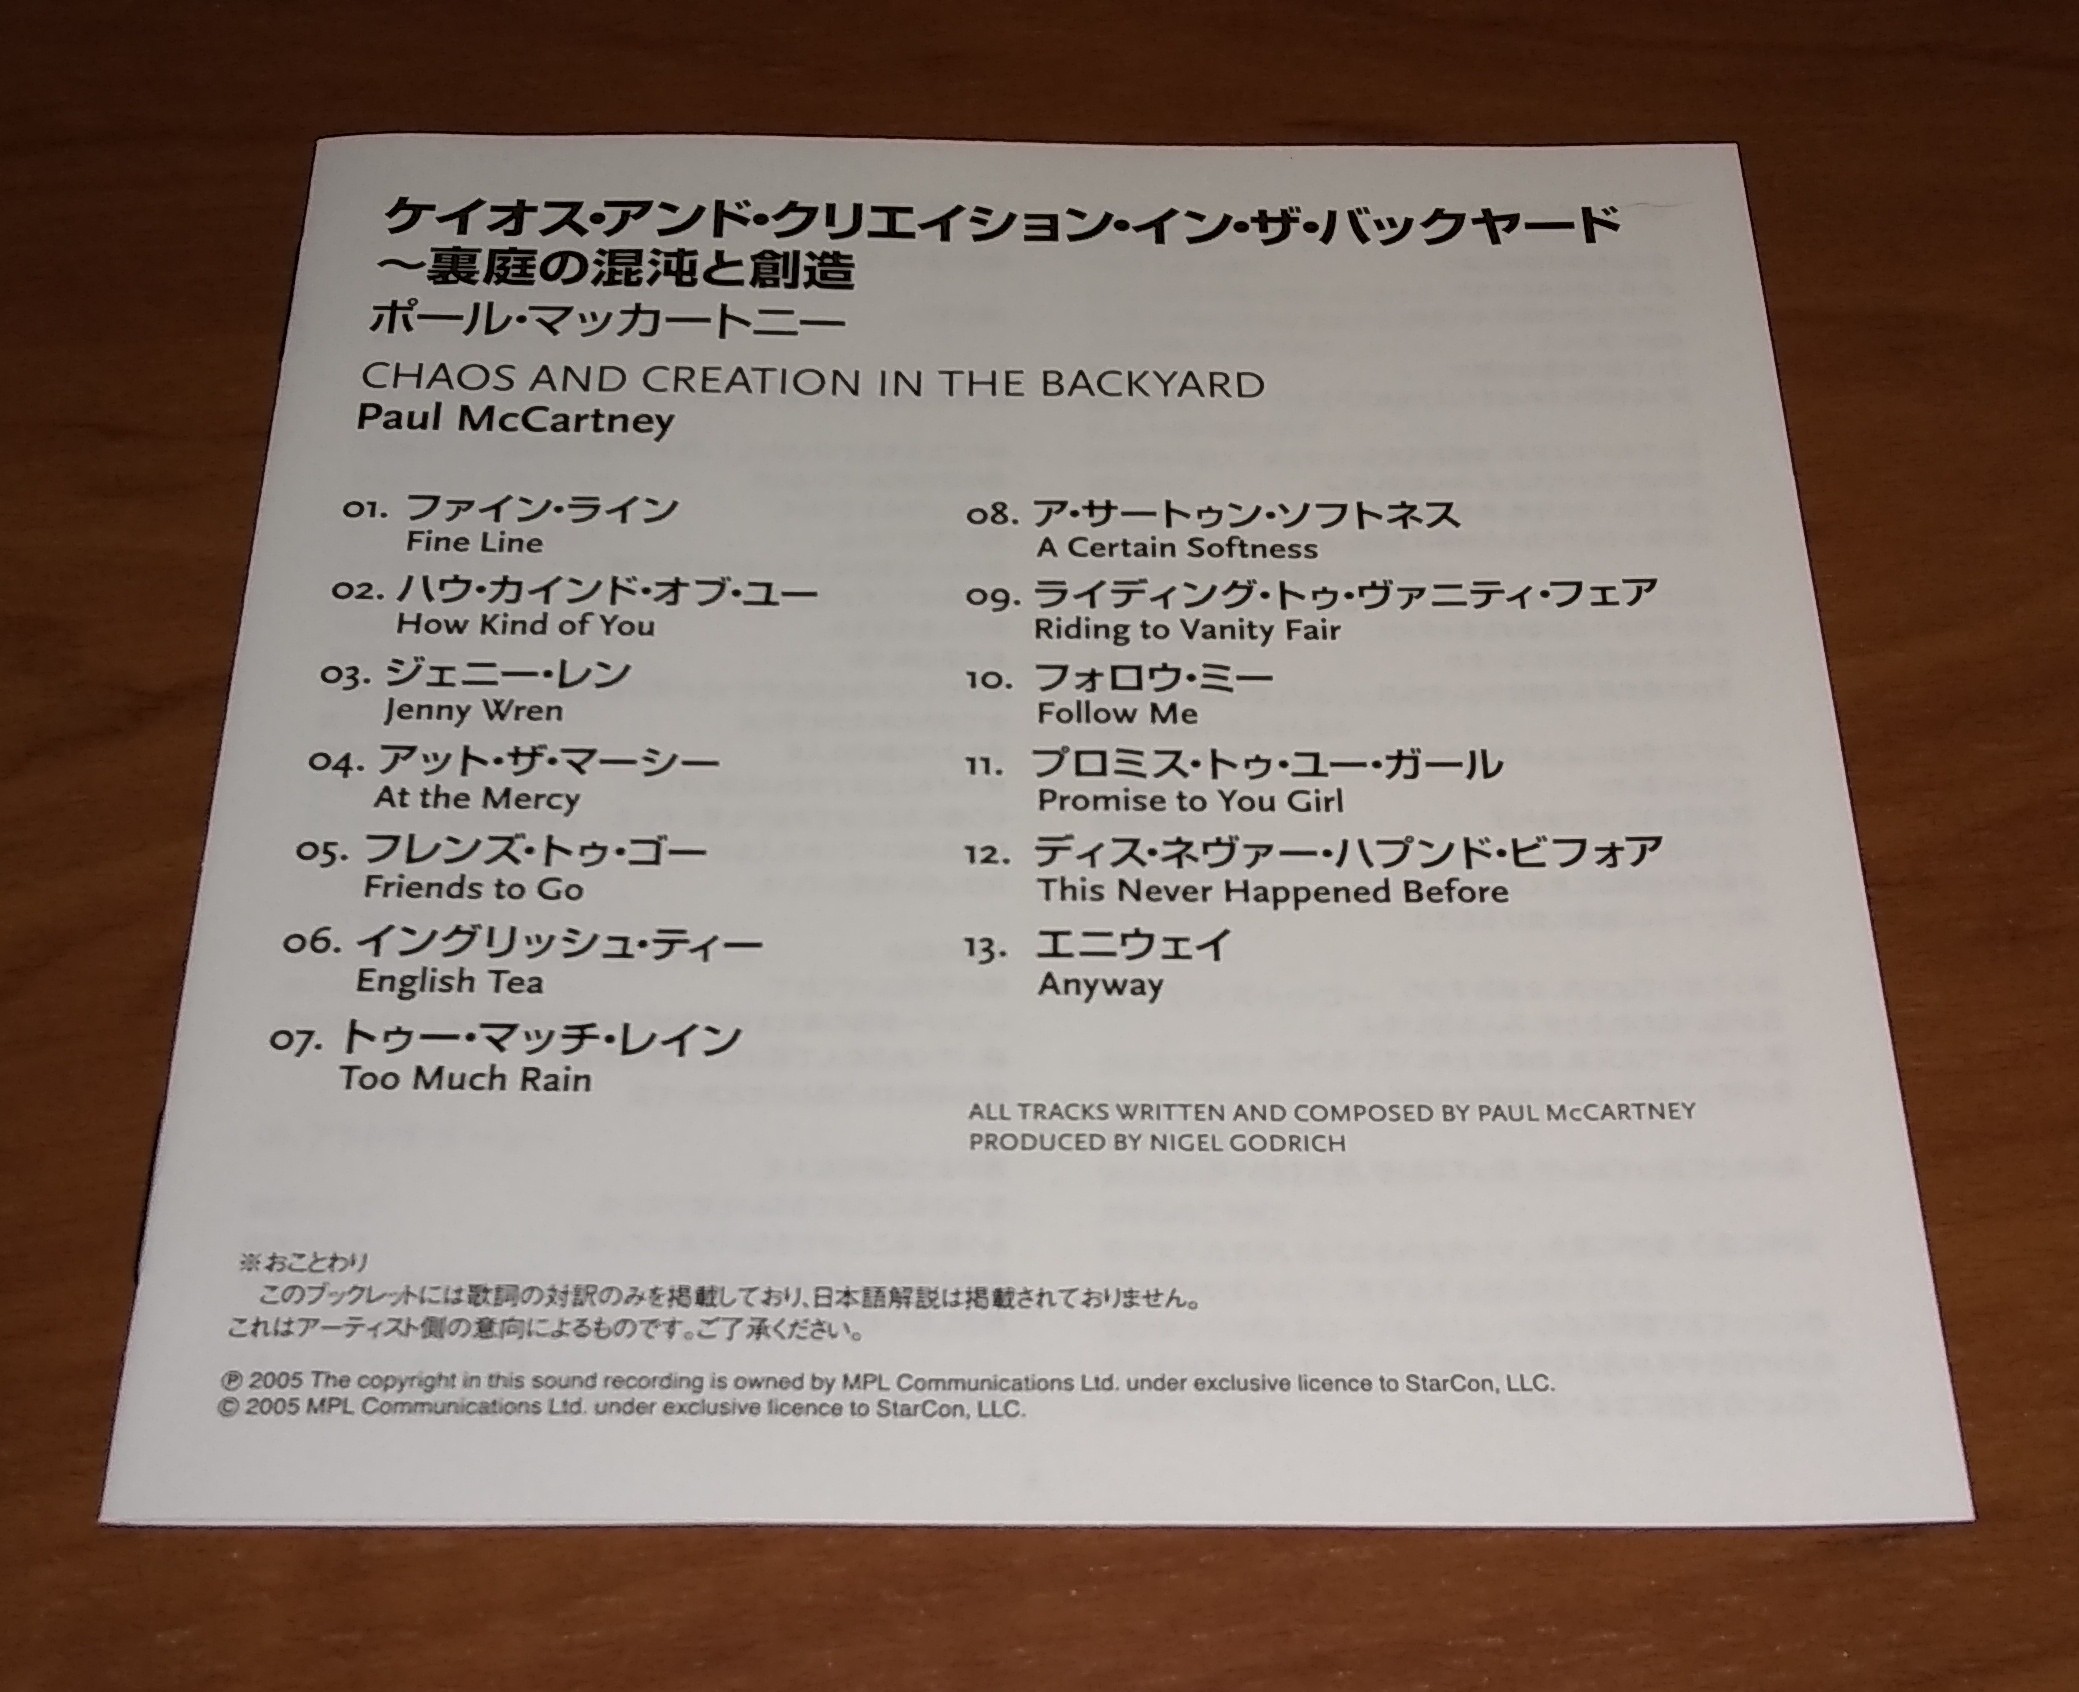 ケイオス・アンド・クリエイション・イン・ザ・バックヤード
～裏庭の混沌と創造
ポール・マッカートニー
CHAOS AND CREATION IN THE BACKYARD
Paul McCartney
01. ファイン・ライン
Fine Line
02. ハウ・カインド・オブ・ユー
How Kind of You
03. ジェニー・レン
Jenny Wren
04. アット・ザ・マーシー
At the Mercy
05. フレンズ・トゥ・ゴー
Friends to Go
06. イングリッシュ・ティー
English Tea
07. トゥー・マッチ・レイン
Too Much Rain
08. ア・サートゥン・ソフトネス
A Certain Softness
09. ライディング・トゥ・ヴァニティ・フェア
Riding to Vanity Fair
10. フォロウ・ミー
Follow Me
11. プロミス・トゥ・ユー・ガール
Promise to You Girl
12. ディス・ネヴァー・ハプンド・ビフォア
This Never Happened Before
13. エニウェイ
Anyway
ALL TRACKS WRITTEN AND COMPOSED BY PAUL McCARTNEY
PRODUCED BY NIGEL GODRICH
※おことわり
このブックレットには歌詞の対訳のみを掲載しており、日本語解説は掲載されておりません。
これはアーティスト側の意向によるものです。ご了承ください。
℗ 2005 The copyright in this sound recording is owned by MPL Communications Ltd. under exclusive licence to StarCon, LLC.
© 2005 MPL Communications Ltd. under exclusive licence to StarCon, LLC.